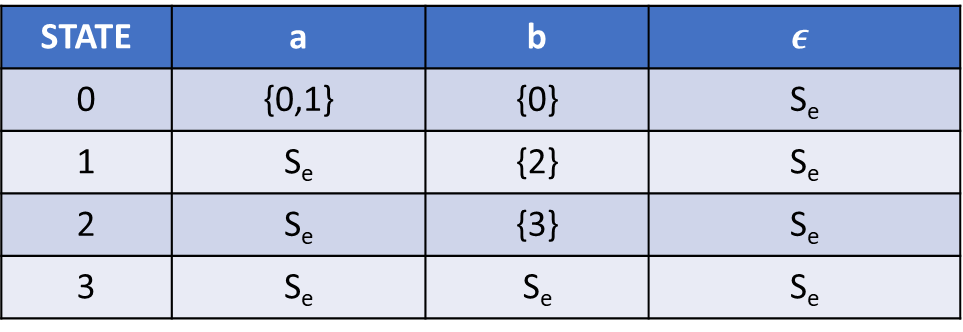 STATE a b ϵ
0 {0,1} {0} Se
1 Se {2} Se
2 Se {3} Se
3 Se Se Se